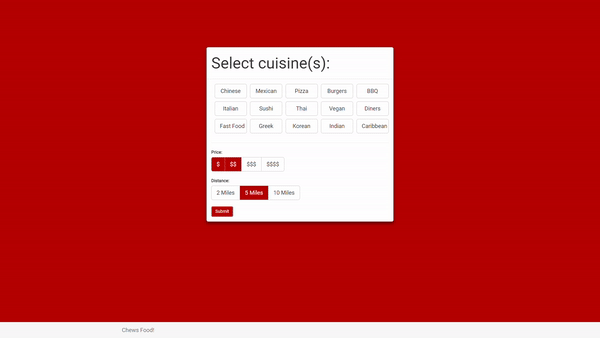 Select cuisine(s):
Chinese Mexican Pizza Burgers BBQ
Italian Sushi Thai Vegan Diners
Fast Food Greek Korean Indian Caribbean
Price:
$ $$ $$$ $$$$
Distance:
2 Miles 5 Miles 10 Miles
Submit
Chews Food!